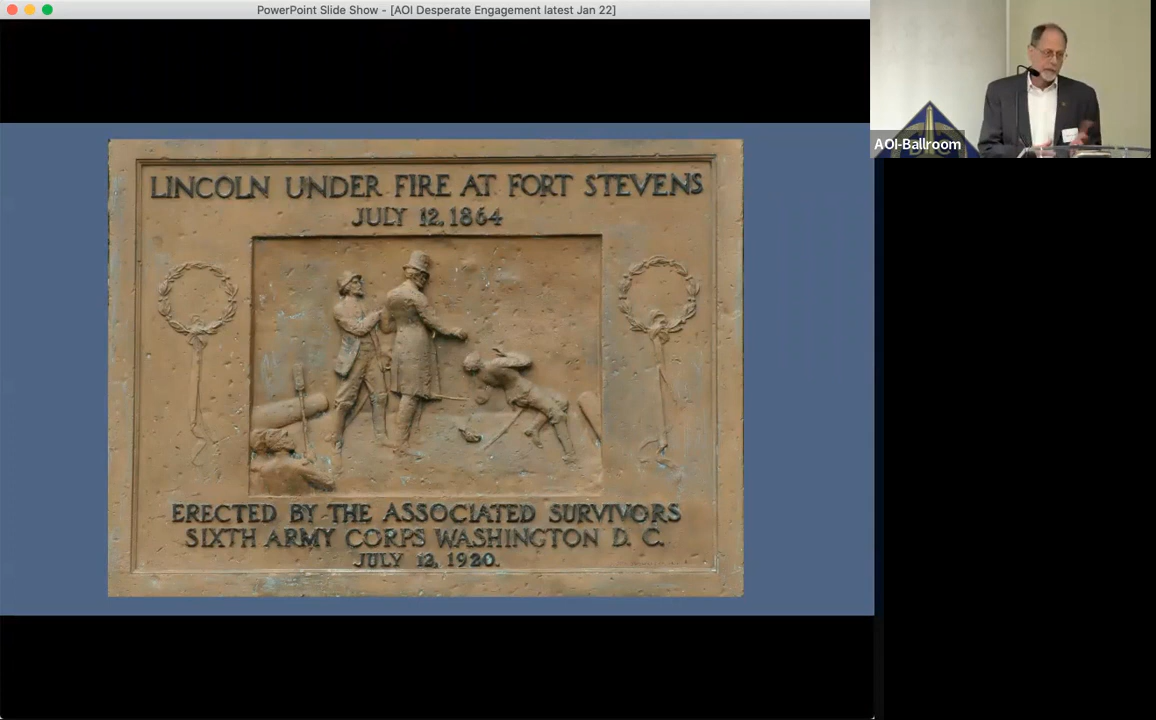 PowerPoint Slide Show - [AOI Desperate Engagement latest Jan 22]
AOI-Ballroom
LINCOLN UNDER FIRE AT FORT STEVENS
JULY 12, 1864
ERECTED BY THE ASSOCIATED SURVIVORS
SIXTH ARMY CORPS WASHINGTON D. C.
JULY 12, 1920.